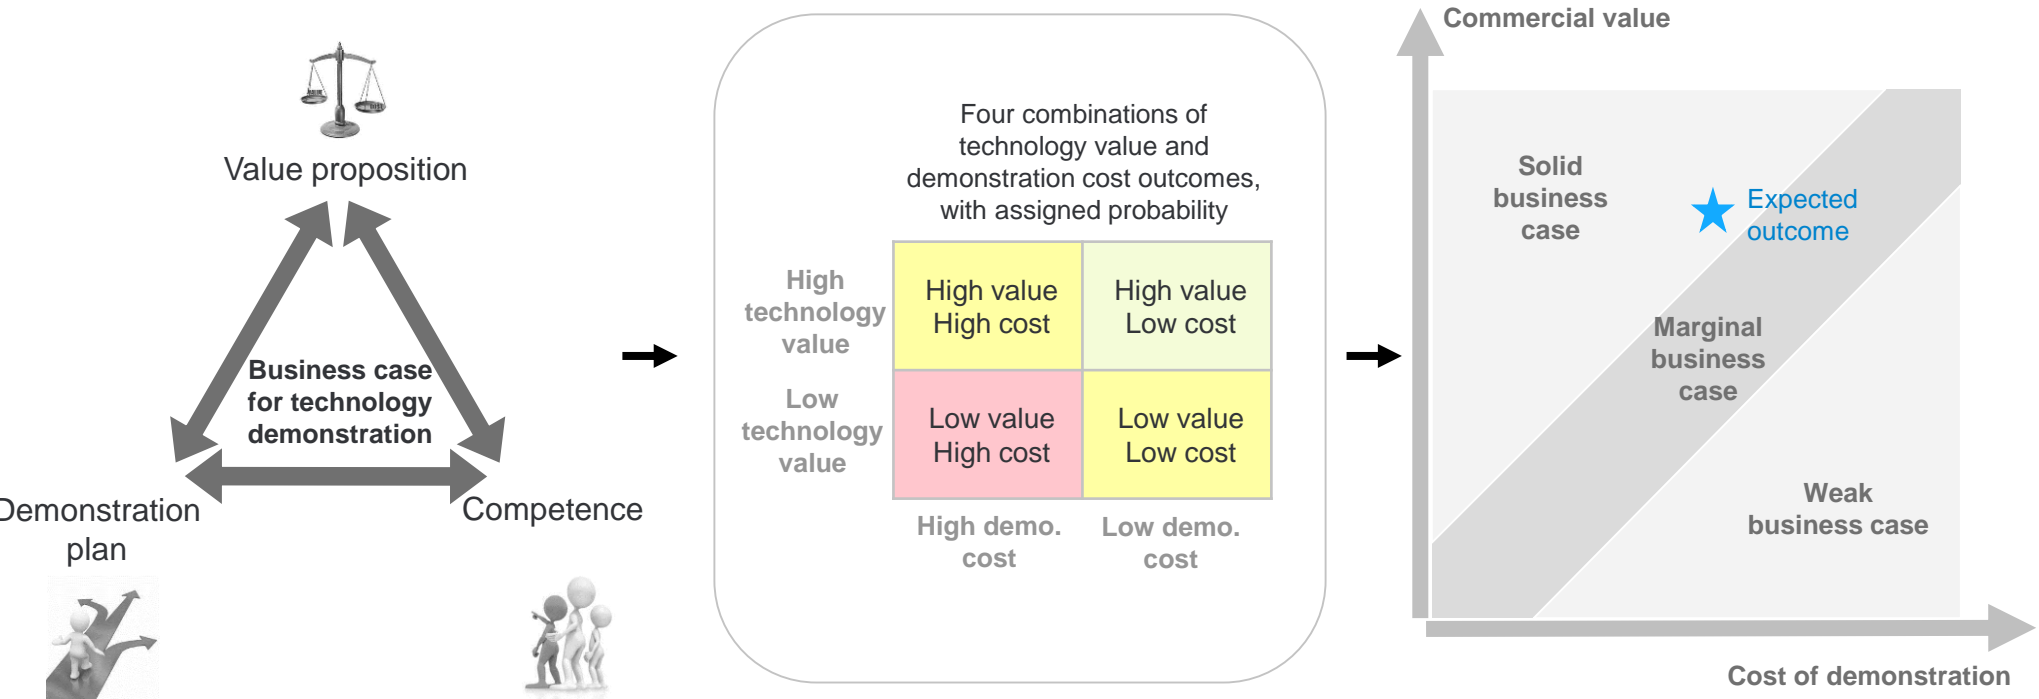 Value proposition
Business case
for technology
demonstration
Demonstration
plan
Competence
Four combinations of
technology value and
demonstration cost outcomes,
with assigned probability
High
technology
value
High value
High cost
High value
Low cost
Low
technology
value
Low value
High cost
Low value
Low cost
High demo.
cost
Low demo.
cost
Commercial value
Solid
business
case
Expected
outcome
Marginal
business
case
Weak
business case
Cost of demonstration